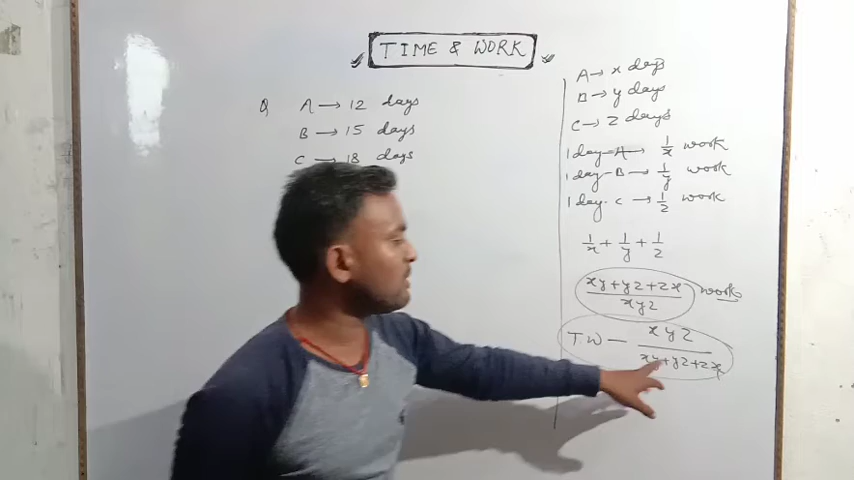 TIME & WORK
Q A → 12 days
B → 15 days
C → 18 days
A → x days
B → y days
C → z days
1 day - A → 1/x work
1 day - B → 1/y work
1 day. C → 1/z work
1/x + 1/y + 1/z
xy+yz+zx / xyz works
TW — xyz / xy+yz+zx